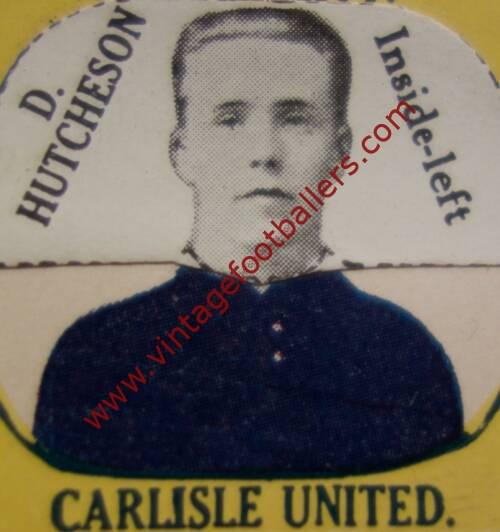 D.
HUTCHESON
Inside-left
www.vintagefootballers.com
CARLISLE UNITED.